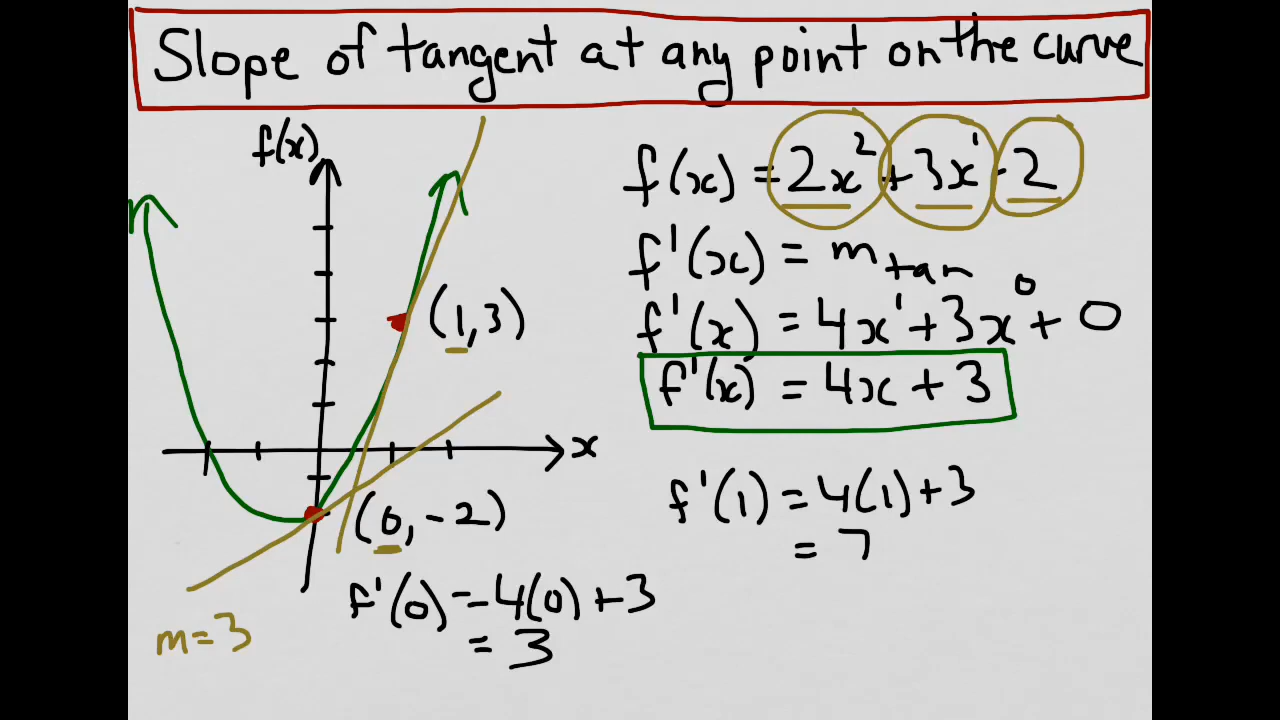 Slope of tangent at any point on the curve
f(x)
f(x) = 2x² + 3x¹ - 2
f'(x) = m tan
f'(x) = 4x¹ + 3x⁰ + 0
(1, 3)
f'(x) = 4x + 3
x
f'(1) = 4(1) + 3
= 7
(0, -2)
f'(0) = 4(0) + 3
= 3
m = 3